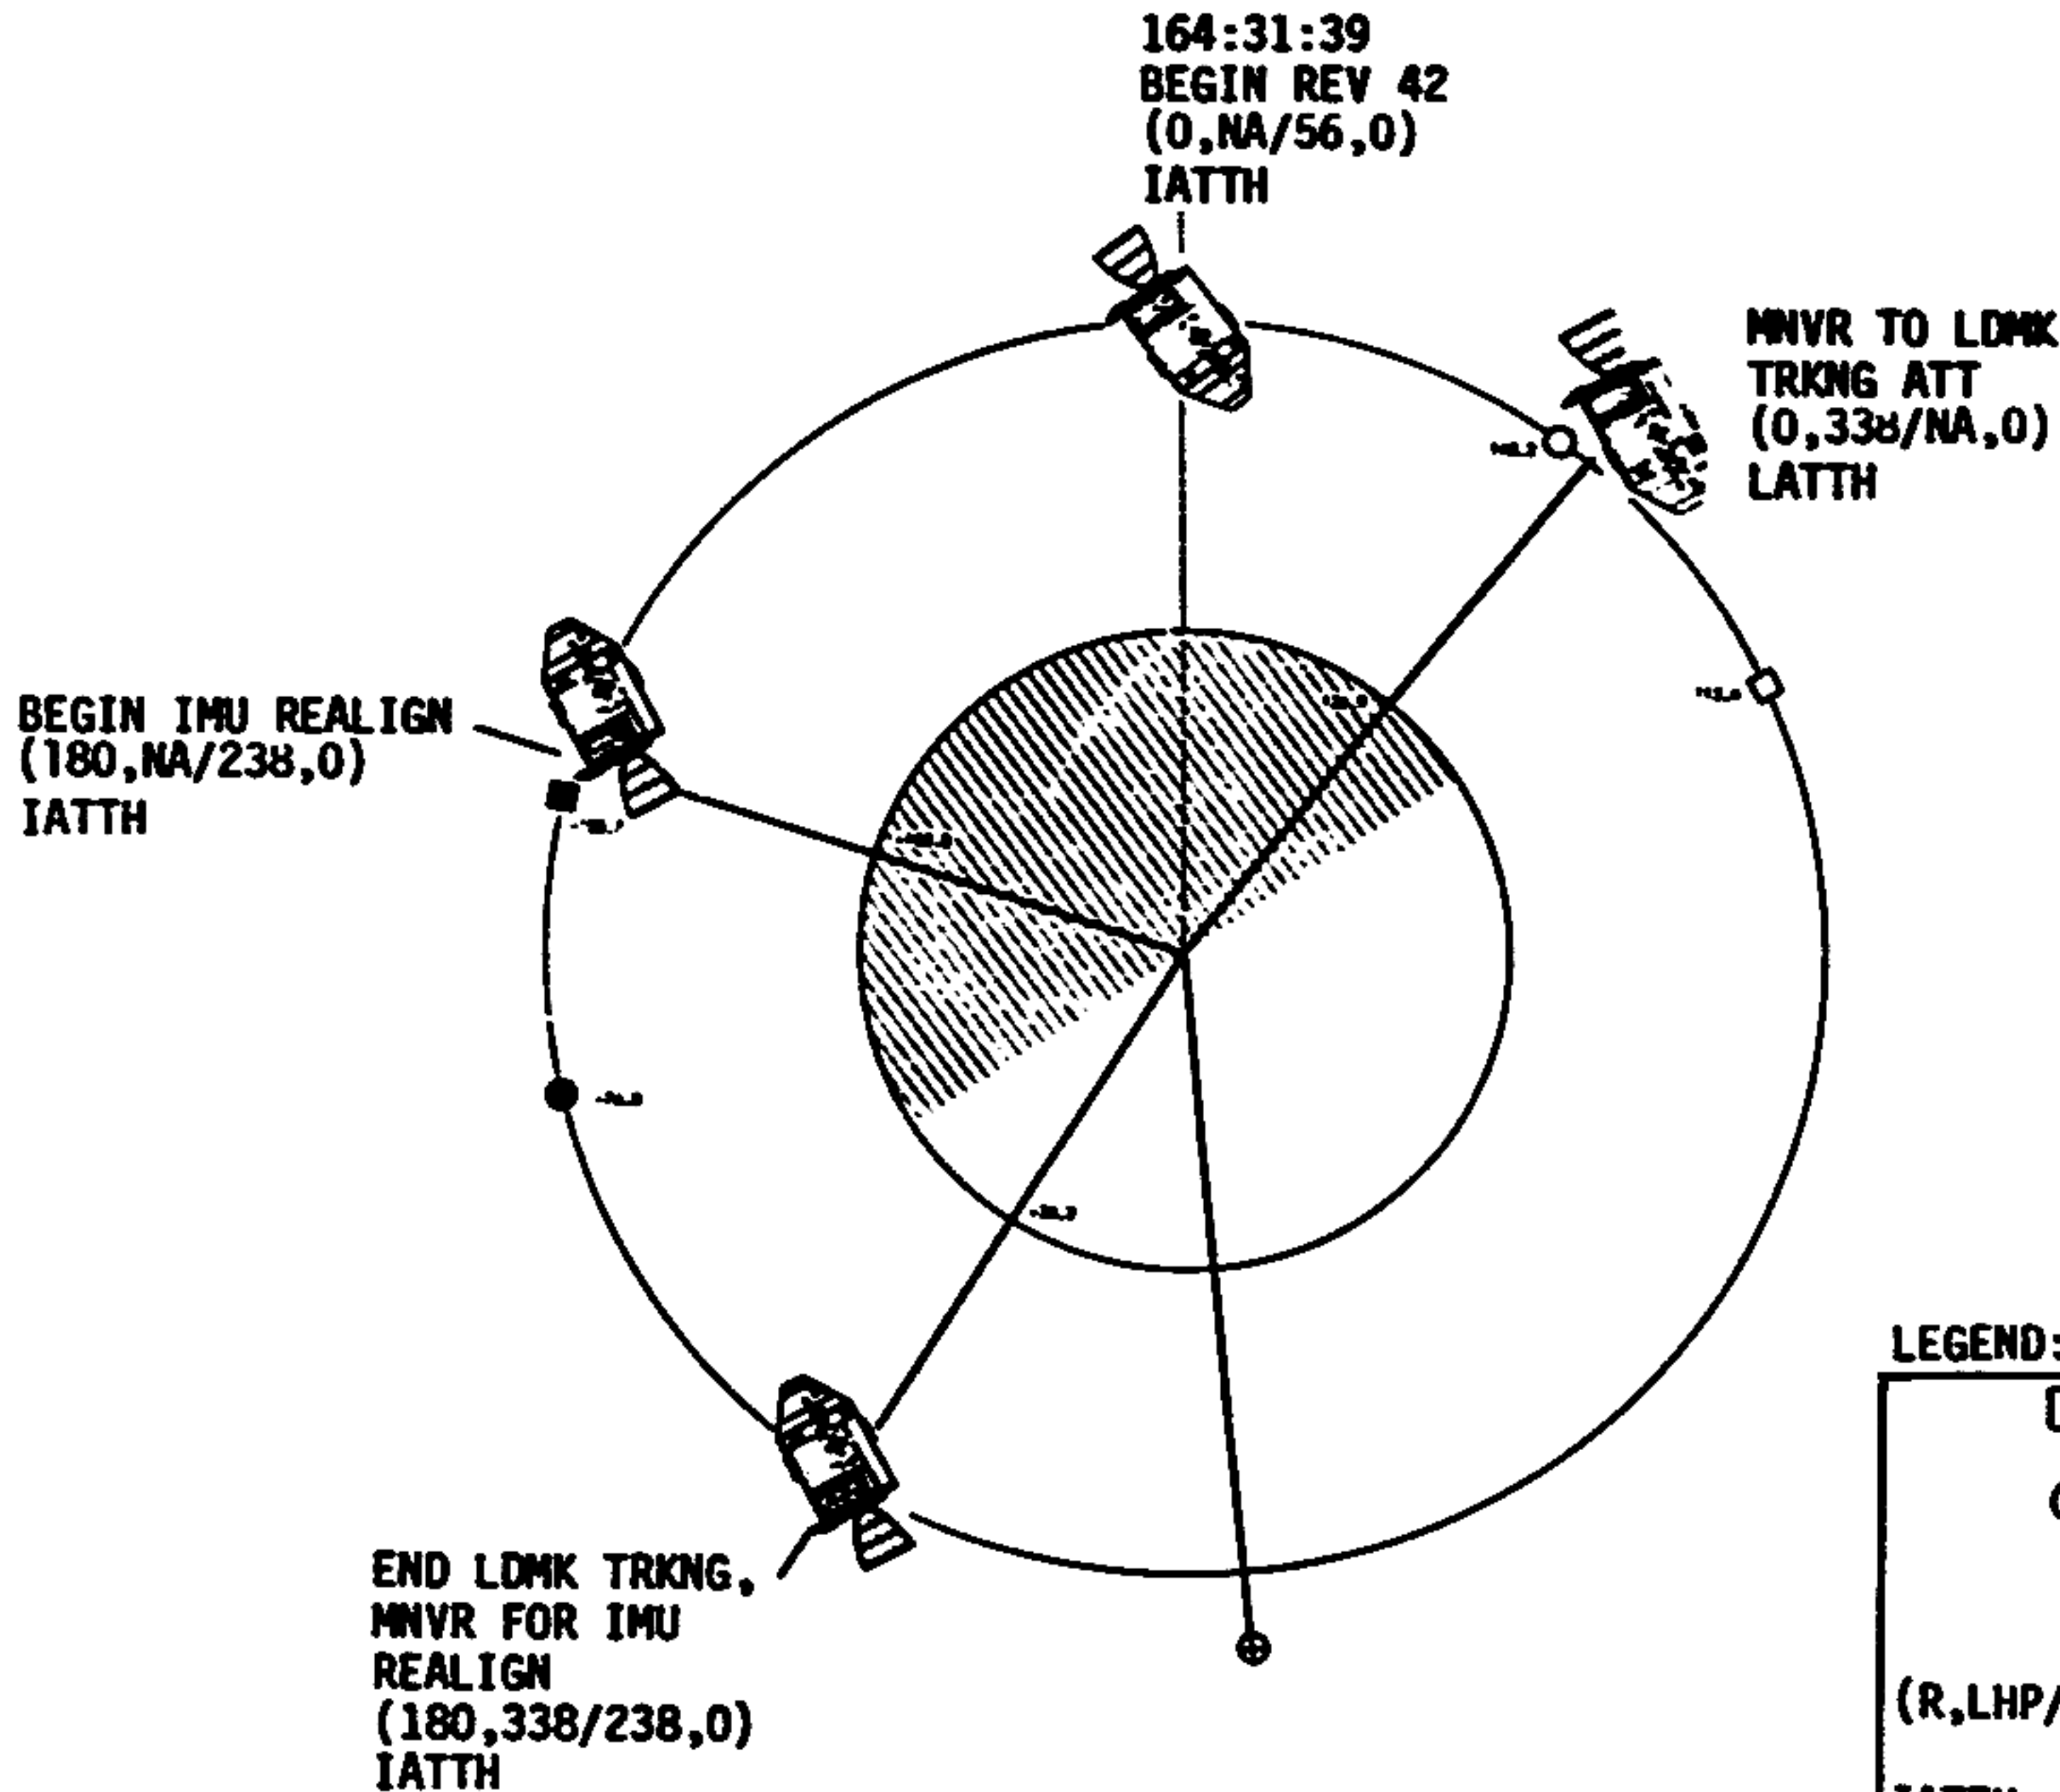 164:31:39
BEGIN REV 42
(0,NA/56,0)
IATTH
MNVR TO LDMK
TRKNG ATT
(0,338/NA,0)
LATTH
BEGIN IMU REALIGN
(180,NA/238,0)
IATTH
END LDMK TRKNG,
MNVR FOR IMU
REALIGN
(180,338/238,0)
IATTH
LEGEND:
(R,LHP/